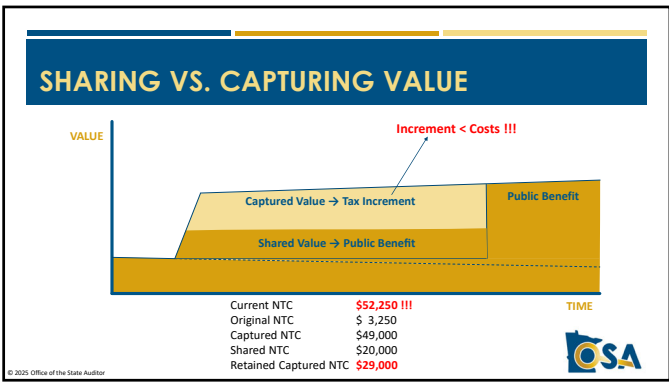 SHARING VS. CAPTURING VALUE
Increment < Costs !!!
VALUE
Captured Value → Tax Increment
Public Benefit
Shared Value → Public Benefit
Current NTC $52,250 !!!
TIME
Original NTC $ 3,250
Captured NTC $49,000
Shared NTC $20,000
Retained Captured NTC $29,000
OSA
© 2025 Office of the State Auditor